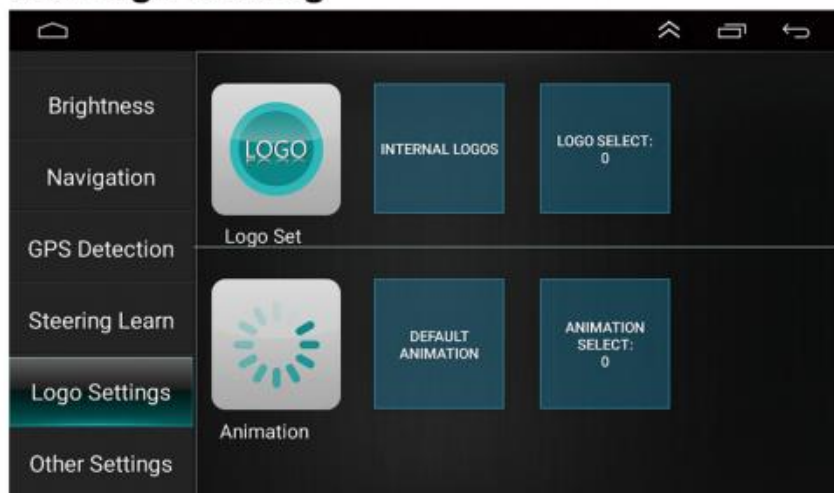 Brightness
Navigation
GPS Detection
Steering Learn
Logo Settings
Other Settings
LOGO
Logo Set
INTERNAL LOGOS
LOGO SELECT:
0
Animation
DEFAULT
ANIMATION
ANIMATION
SELECT:
0